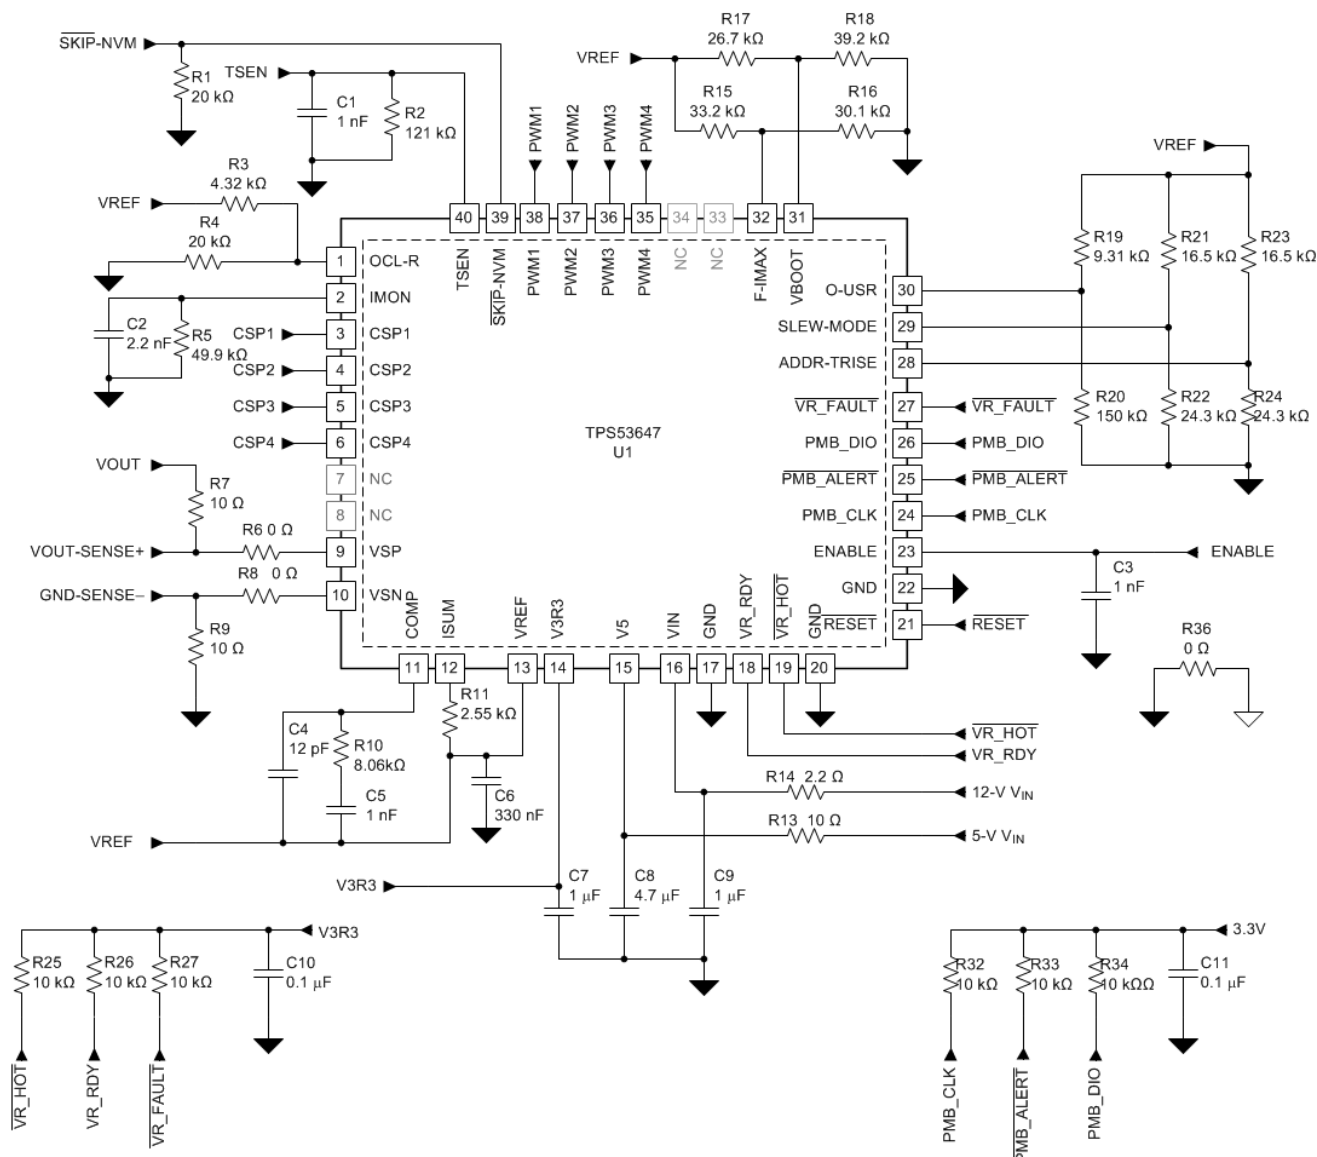 SKIP-NVM
R1
20 kΩ
TSEN
C1
1 nF
R2
121 kΩ
R3
4.32 kΩ
VREF
R4
20 kΩ
PWM1
PWM2
PWM3
PWM4
VREF
R17
26.7 kΩ
R18
39.2 kΩ
R15
33.2 kΩ
R16
30.1 kΩ
VREF
R19
9.31 kΩ
R21
16.5 kΩ
R23
16.5 kΩ
R20
150 kΩ
R22
24.3 kΩ
R24
24.3 kΩ
40 39 38 37 36 35 34 33 32 31
TSEN
SKIP-NVM
PWM1
PWM2
PWM3
PWM4
NC
NC
F-IMAX
VBOOT
1 OCL-R
2 IMON
C2
2.2 nF
R5
49.9 kΩ
CSP1 3 CSP1
CSP2 4 CSP2
CSP3 5 CSP3
CSP4 6 CSP4
7 NC
8 NC
VOUT
R7
10 Ω
VOUT-SENSE+ R6 0 Ω 9 VSP
GND-SENSE− R8 0 Ω 10 VSN
R9
10 Ω
TPS53647
U1
O-USR 30
SLEW-MODE 29
ADDR-TRISE 28
VR_FAULT 27 VR_FAULT
PMB_DIO 26 PMB_DIO
PMB_ALERT 25 PMB_ALERT
PMB_CLK 24 PMB_CLK
ENABLE 23 ENABLE
C3
1 nF
GND 22
RESET 21 RESET
R36
0 Ω
COMP
ISUM
VREF
V3R3
V5
VIN
GND
VR_RDY
VR_HOT
GND
11 12 13 14 15 16 17 18 19 20
R11
2.55 kΩ
C4
12 pF
R10
8.06kΩ
C5
1 nF
C6
330 nF
VREF
VR_HOT
VR_RDY
R14 2.2 Ω 12-V VIN
R13 10 Ω 5-V VIN
V3R3
C7
1 μF
C8
4.7 μF
C9
1 μF
V3R3
R25
10 kΩ
R26
10 kΩ
R27
10 kΩ
C10
0.1 μF
VR_HOT
VR_RDY
VR_FAULT
3.3V
R32
10 kΩ
R33
10 kΩ
R34
10 kΩΩ
C11
0.1 μF
PMB_CLK
PMB_ALERT
PMB_DIO